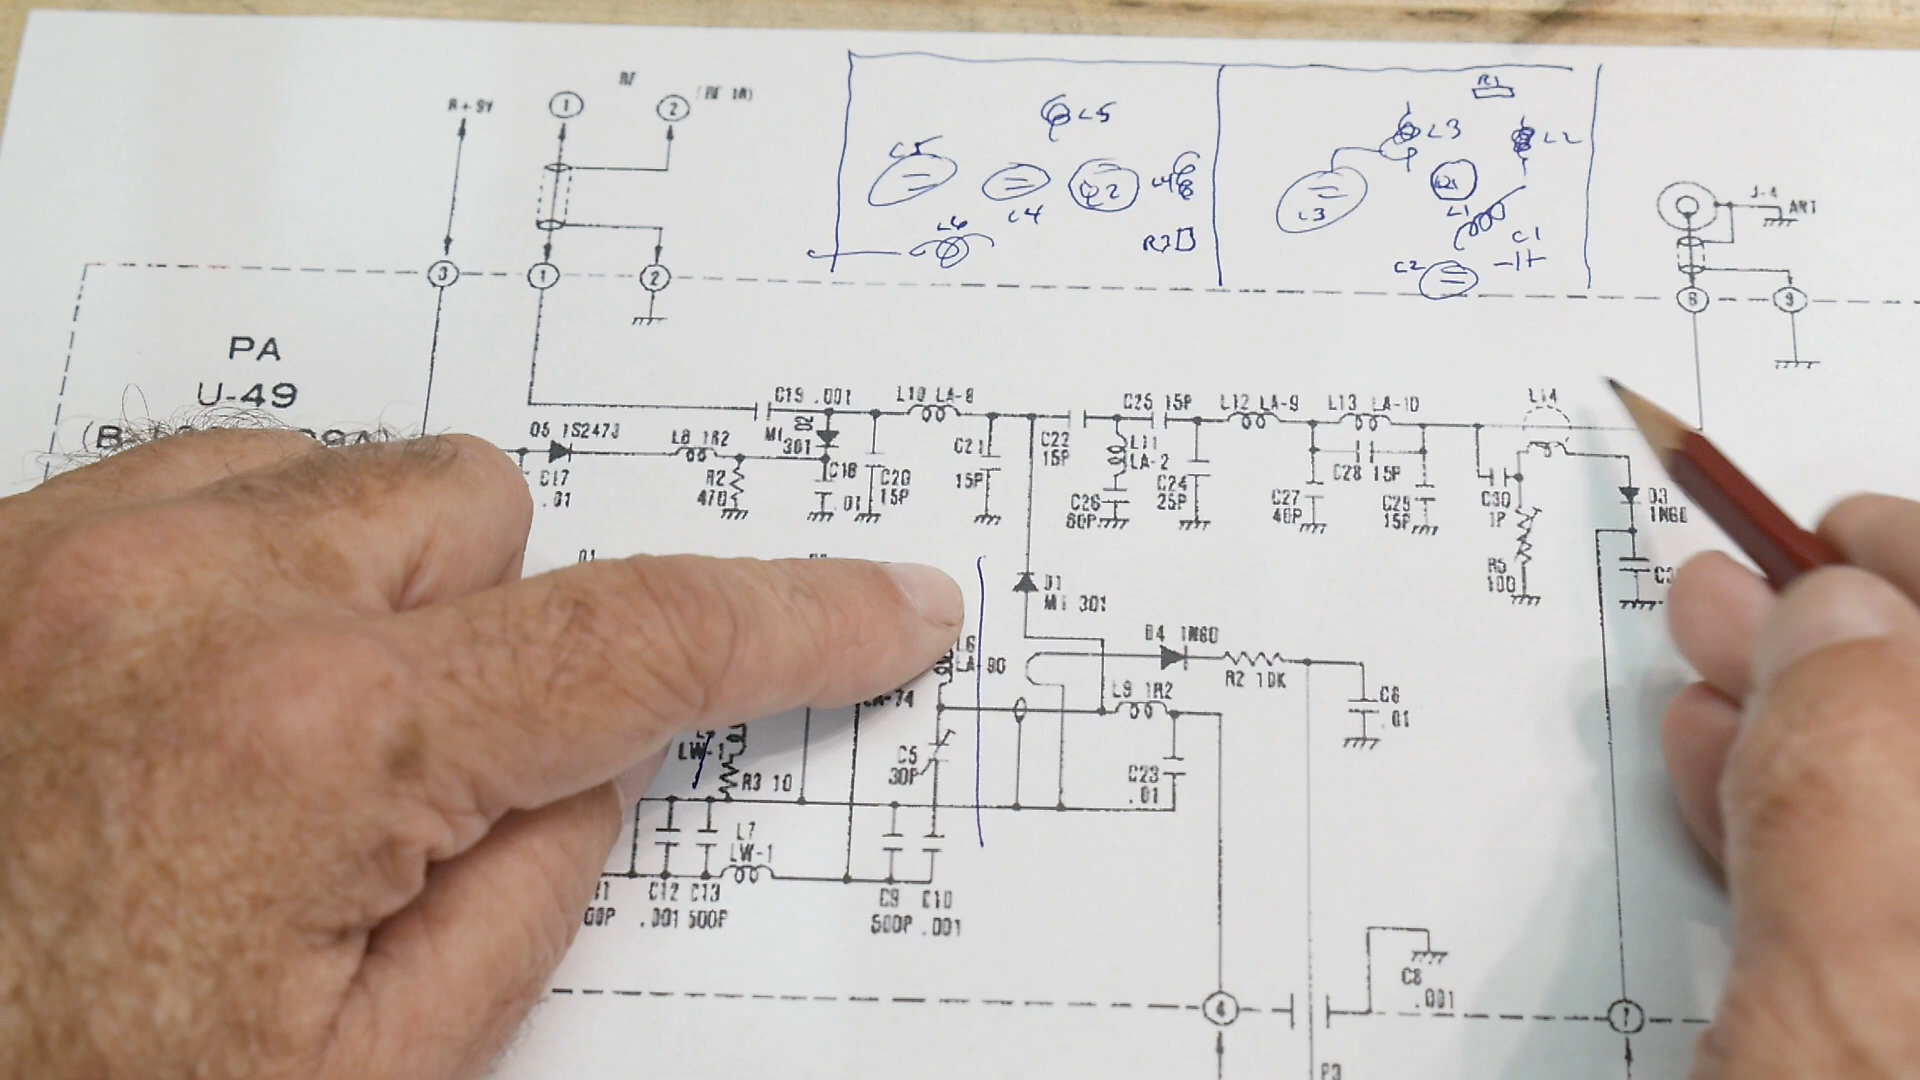 RF
B+ 9V
1
2
(RF IN)
R1
L5
L3
L2
C5
C4
Q2
L4
L6
R3
C3
Q1
L1
C1
C2
J-4
ANT
3
1
2
8
9
PA
U-49
C19 .001
L10 LA-8
C25 15P
L12 LA-9
L13 LA-10
L14
D5 1S2473
L8 1R2
D2
MI 301
C21
15P
C22
15P
L11
LA-2
C17
.01
R2
470
C18
.01
C20
15P
C26
60P
C24
25P
C27
40P
C28 15P
C29
15P
C30
1P
D3
1N60
R5
100
D1
MI 301
D4 1N60
L6
LA-90
R2 10K
L9 1R2
C6
.01
LW-1
R3 10
C5
30P
C23
.01
L7
LW-1
C12 C13
.001 500P
C9 C10
500P .001
C8
.001
4
7
P3